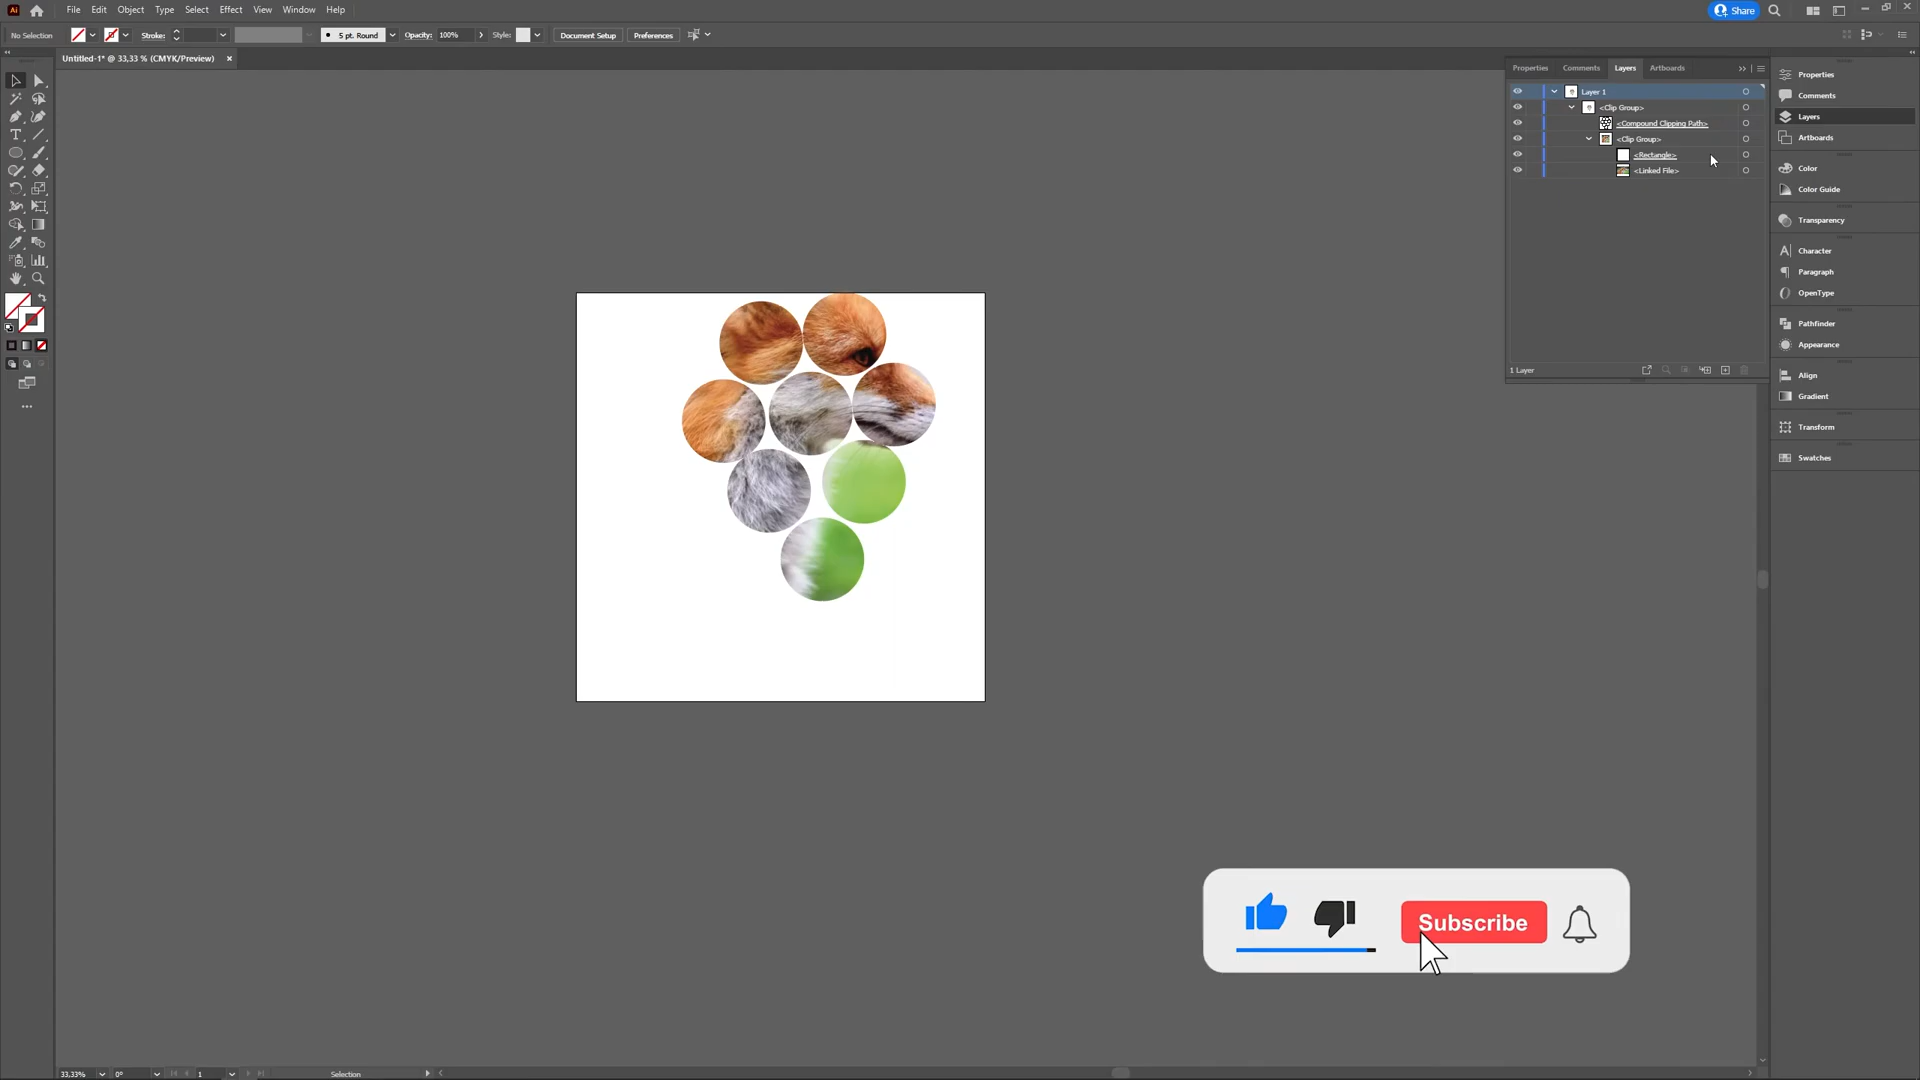 Ai File Edit Object Type Select Effect View Window Help Share
No Selection Stroke: 5 pt. Round Opacity: 100% Style: Document Setup Preferences
Untitled-1* @ 33,33 % (CMYK/Preview) ×
Properties Comments Layers Artboards
Layer 1
<Clip Group>
<Compound Clipping Path>
<Clip Group>
<Rectangle>
<Linked File>
1 Layer
Properties
Comments
Layers
Artboards
Color
Color Guide
Transparency
Character
Paragraph
OpenType
Pathfinder
Appearance
Align
Gradient
Transform
Swatches
Subscribe
33,33% 0° 1 Selection